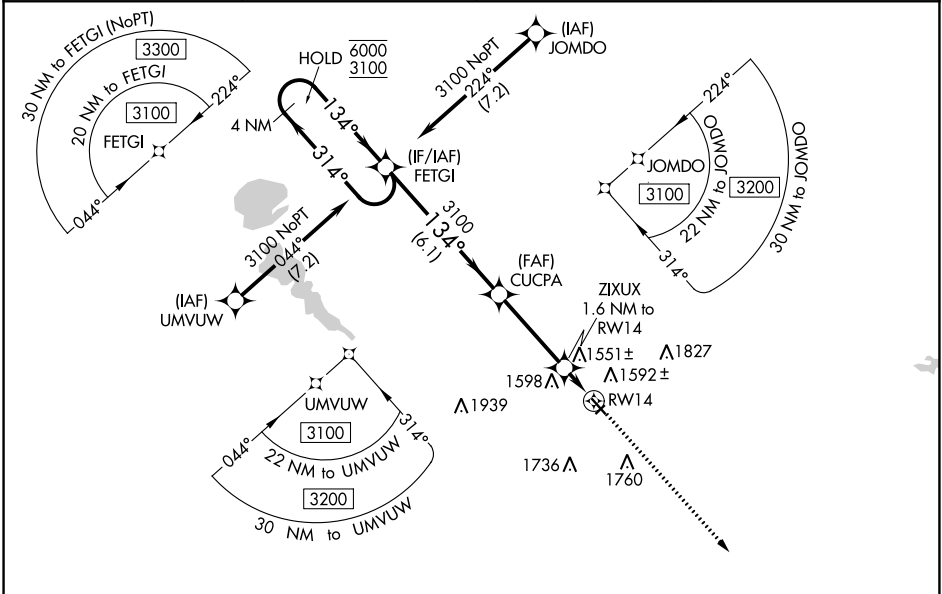 30 NM to FETGI (NoPT)
3300
20 NM to FETGI
3100
FETGI
224°
044°
HOLD
6000
3100
4 NM
134°
314°
(IAF)
JOMDO
3100 NoPT
224°
(7.2)
(IF/IAF)
FETGI
3100 NoPT
044°
(7.2)
(IAF)
UMVUW
3100
134°
(6.1)
(FAF)
CUCPA
ZIXUX
1.6 NM to
RW14
1551±
1827
1598
1592±
RW14
1939
1736
1760
224°
JOMDO
3100
22 NM to JOMDO
3200
30 NM to JOMDO
314°
UMVUW
3100
044°
314°
22 NM to UMVUW
3200
30 NM to UMVUW